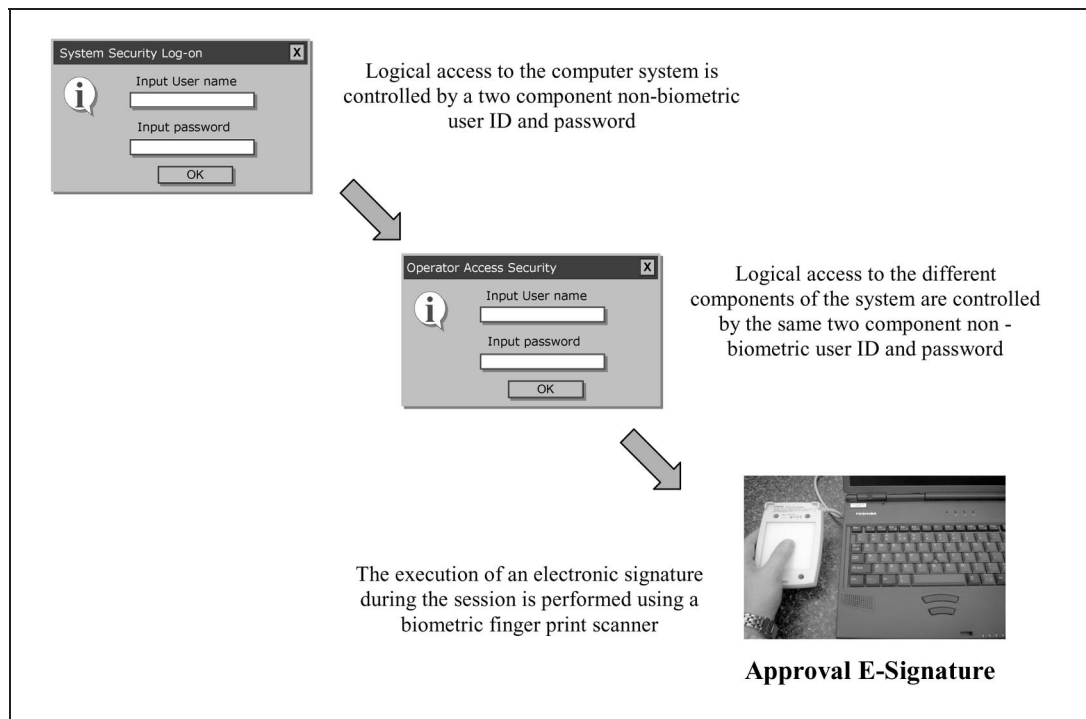 System Security Log-on
X
Input User name
Input password
OK
Logical access to the computer system is
controlled by a two component non-biometric
user ID and password
Operator Access Security
X
Input User name
Input password
OK
Logical access to the different
components of the system are controlled
by the same two component non -
biometric user ID and password
The execution of an electronic signature
during the session is performed using a
biometric finger print scanner
TOSHIBA
Approval E-Signature